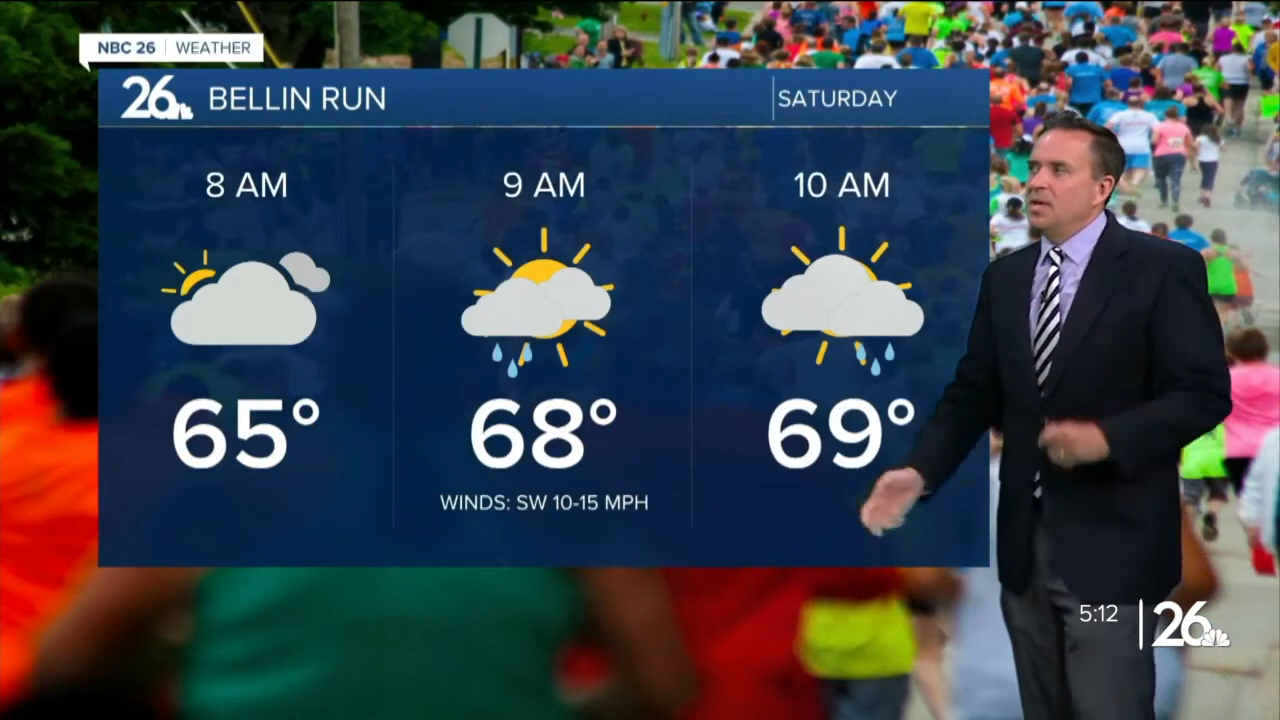 NBC 26 | WEATHER
26 BELLIN RUN
SATURDAY
8 AM
9 AM
10 AM
65°
68°
69°
WINDS: SW 10-15 MPH
5:12
26